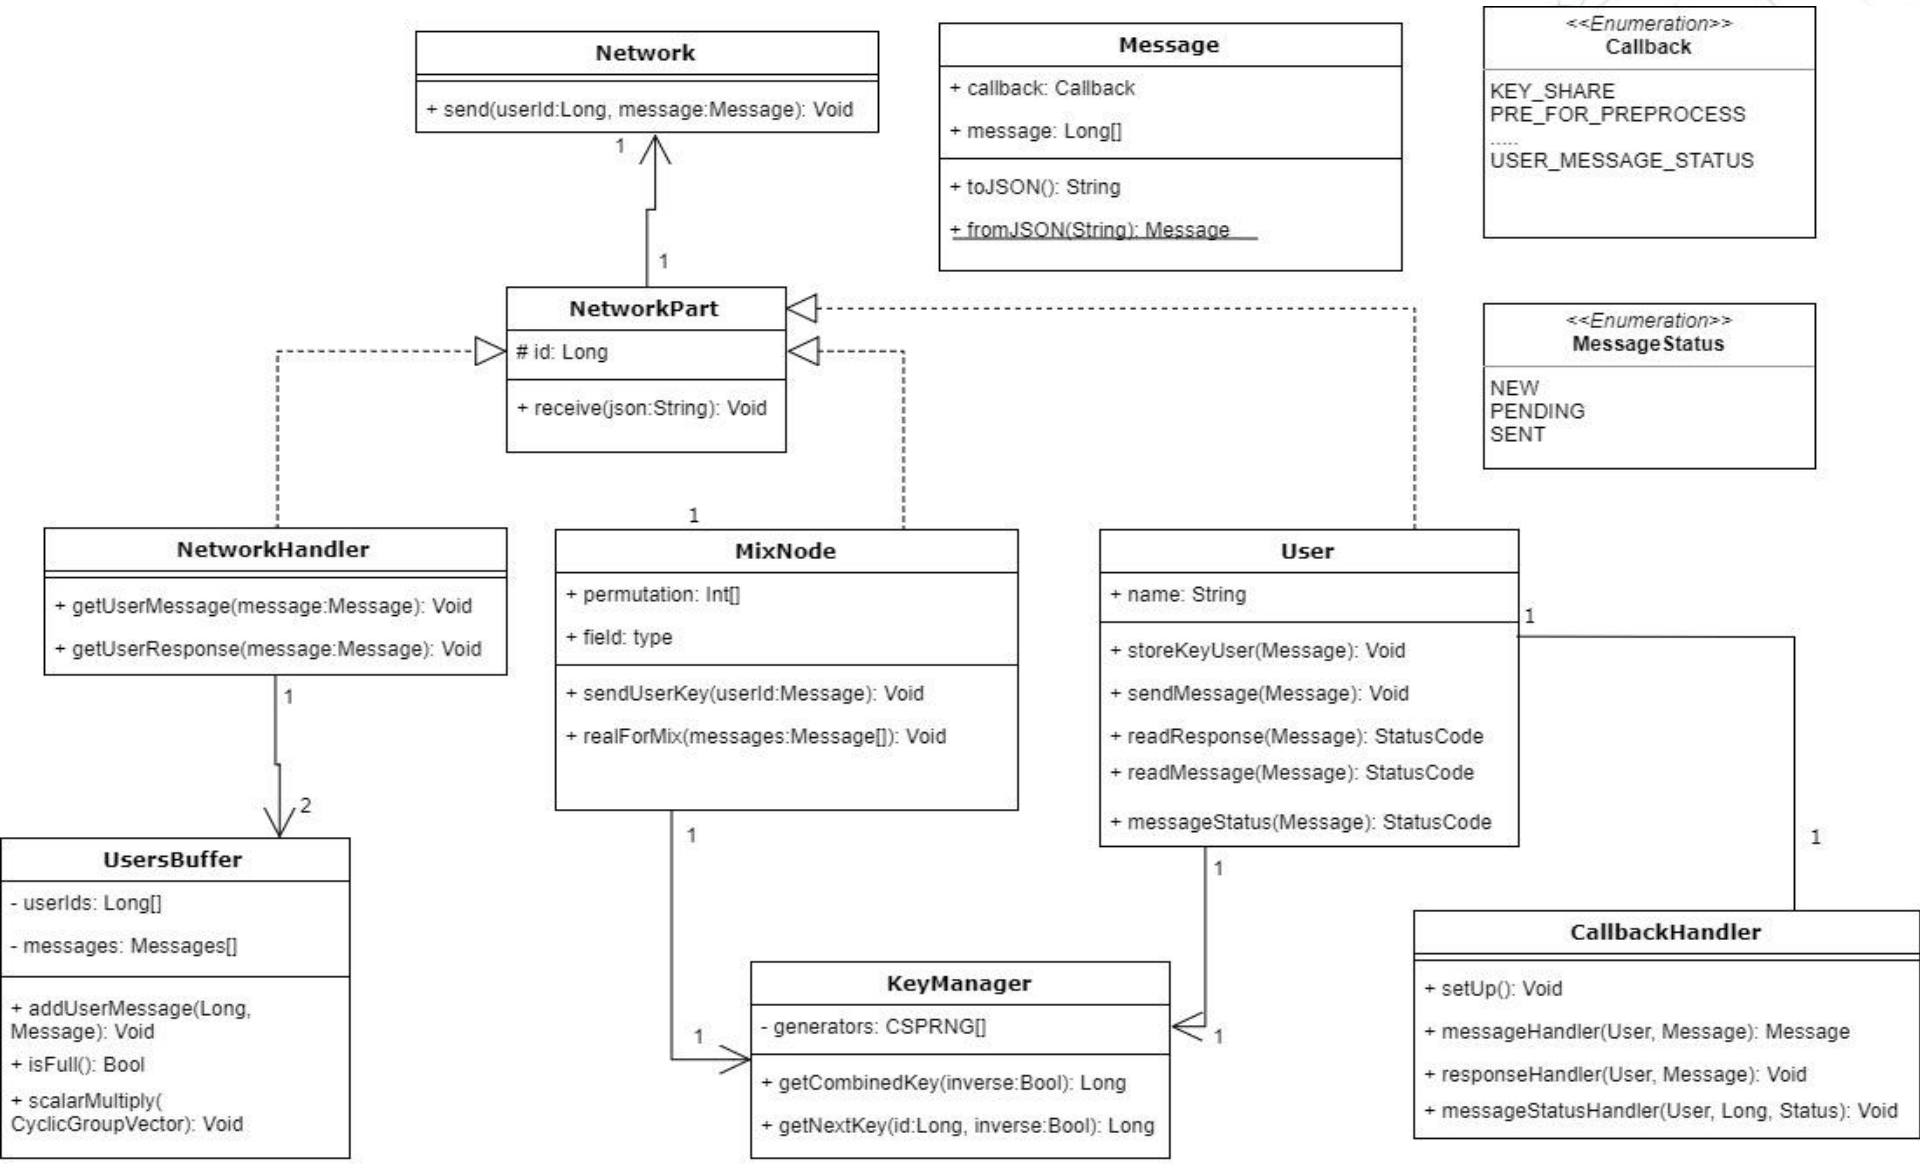 Network
+ send(userId:Long, message:Message): Void
1
1
Message
+ callback: Callback
+ message: Long[]
+ toJSON(): String
+ fromJSON(String): Message
<<Enumeration>>
Callback
KEY_SHARE
PRE_FOR_PREPROCESS
.....
USER_MESSAGE_STATUS
NetworkPart
# id: Long
+ receive(json:String): Void
<<Enumeration>>
MessageStatus
NEW
PENDING
SENT
NetworkHandler
+ getUserMessage(message:Message): Void
+ getUserResponse(message:Message): Void
1
2
1
MixNode
+ permutation: Int[]
+ field: type
+ sendUserKey(userId:Message): Void
+ realForMix(messages:Message[]): Void
1
1
User
+ name: String
+ storeKeyUser(Message): Void
+ sendMessage(Message): Void
+ readResponse(Message): StatusCode
+ readMessage(Message): StatusCode
+ messageStatus(Message): StatusCode
1
1
1
1
UsersBuffer
- userIds: Long[]
- messages: Messages[]
+ addUserMessage(Long,
Message): Void
+ isFull(): Bool
+ scalarMultiply(
CyclicGroupVector): Void
KeyManager
- generators: CSPRNG[]
+ getCombinedKey(inverse:Bool): Long
+ getNextKey(id:Long, inverse:Bool): Long
CallbackHandler
+ setUp(): Void
+ messageHandler(User, Message): Message
+ responseHandler(User, Message): Void
+ messageStatusHandler(User, Long, Status): Void